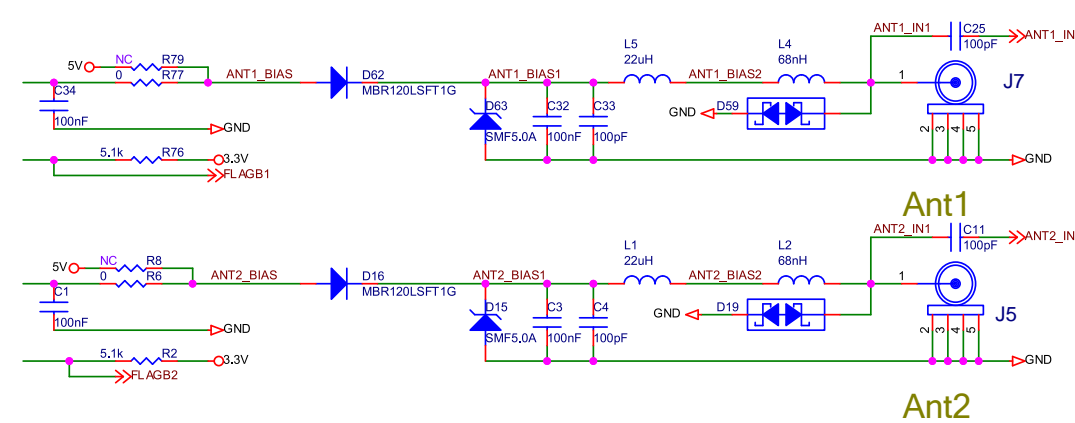 ANT1_IN1 C25
100pF ANT1_IN
5V NC R79
0 R77 ANT1_BIAS D62 MBR120LSFT1G
ANT1_BIAS1 L5 22uH ANT1_BIAS2 L4 68nH
1 J7
C34 100nF GND
D63 SMF5.0A C32 100nF C33 100pF
GND D59
2 3 4 5
5.1k R76 3.3V
GND
FLAGB1
Ant1
ANT2_IN1 C11
100pF ANT2_IN
5V NC R8
0 R6 ANT2_BIAS D16 MBR120LSFT1G
ANT2_BIAS1 L1 22uH ANT2_BIAS2 L2 68nH
1 J5
C1 100nF GND
D15 SMF5.0A C3 100nF C4 100pF
GND D19
2 3 4 5
5.1k R2 3.3V
GND
FLAGB2
Ant2